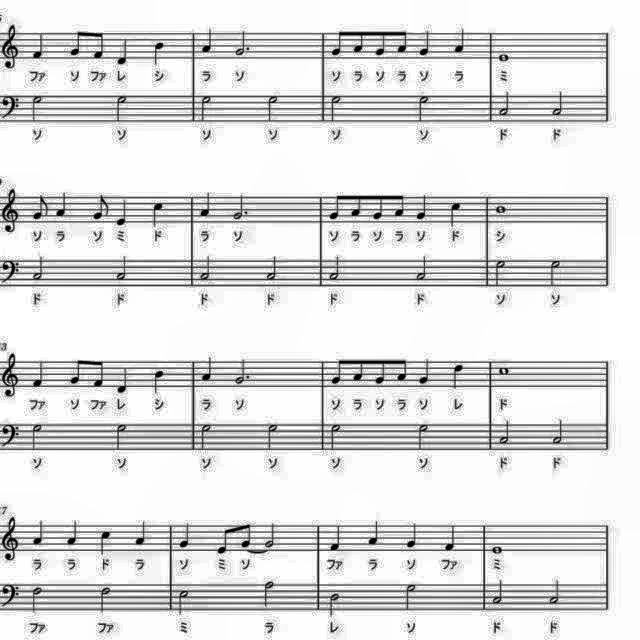 ファ ソ ファ レ シ ラ ソ ソ ラ ソ ラ ソ ラ ミ
ソ ソ ソ ソ ソ ソ ド ド
ソ ラ ソ ミ ド ラ ソ ソ ラ ソ ラ ソ ド シ
ド ド ド ド ド ド ソ ソ
ファ ソ ファ レ シ ラ ソ ソ ラ ソ ラ ソ レ ド
ソ ソ ソ ソ ソ ソ ド ド
ラ ラ ド ラ ソ ミ ソ ファ ラ ソ ファ ミ
ファ ファ ミ ラ レ ソ ド ド